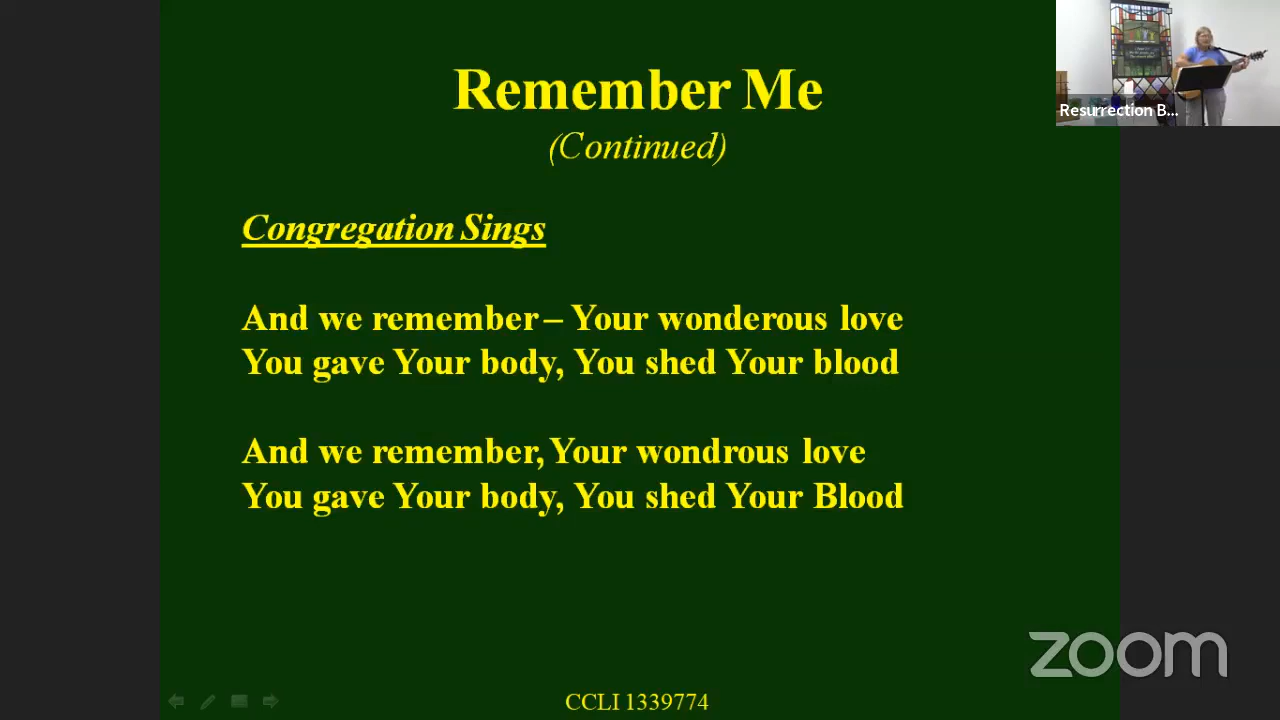 Remember Me
(Continued)
Congregation Sings
And we remember – Your wonderous love
You gave Your body, You shed Your blood
And we remember, Your wondrous love
You gave Your body, You shed Your Blood
CCLI 1339774
Resurrection B...
zoom